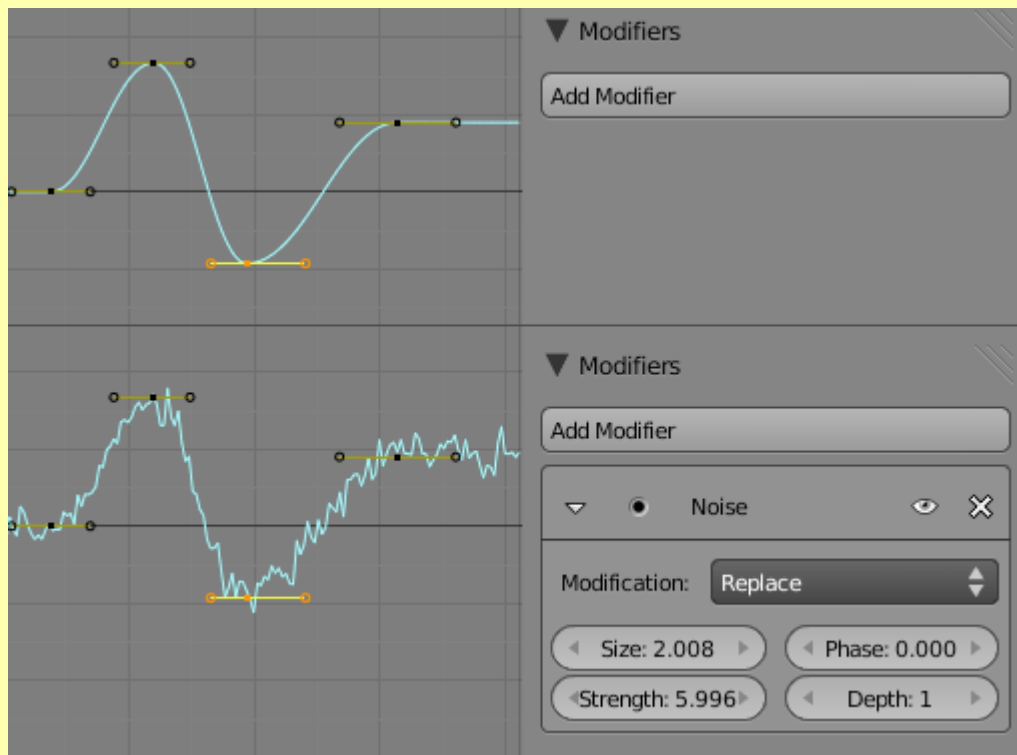 Modifiers
Add Modifier
Modifiers
Add Modifier
Noise
Modification: Replace
Size: 2.008 Phase: 0.000
Strength: 5.996 Depth: 1